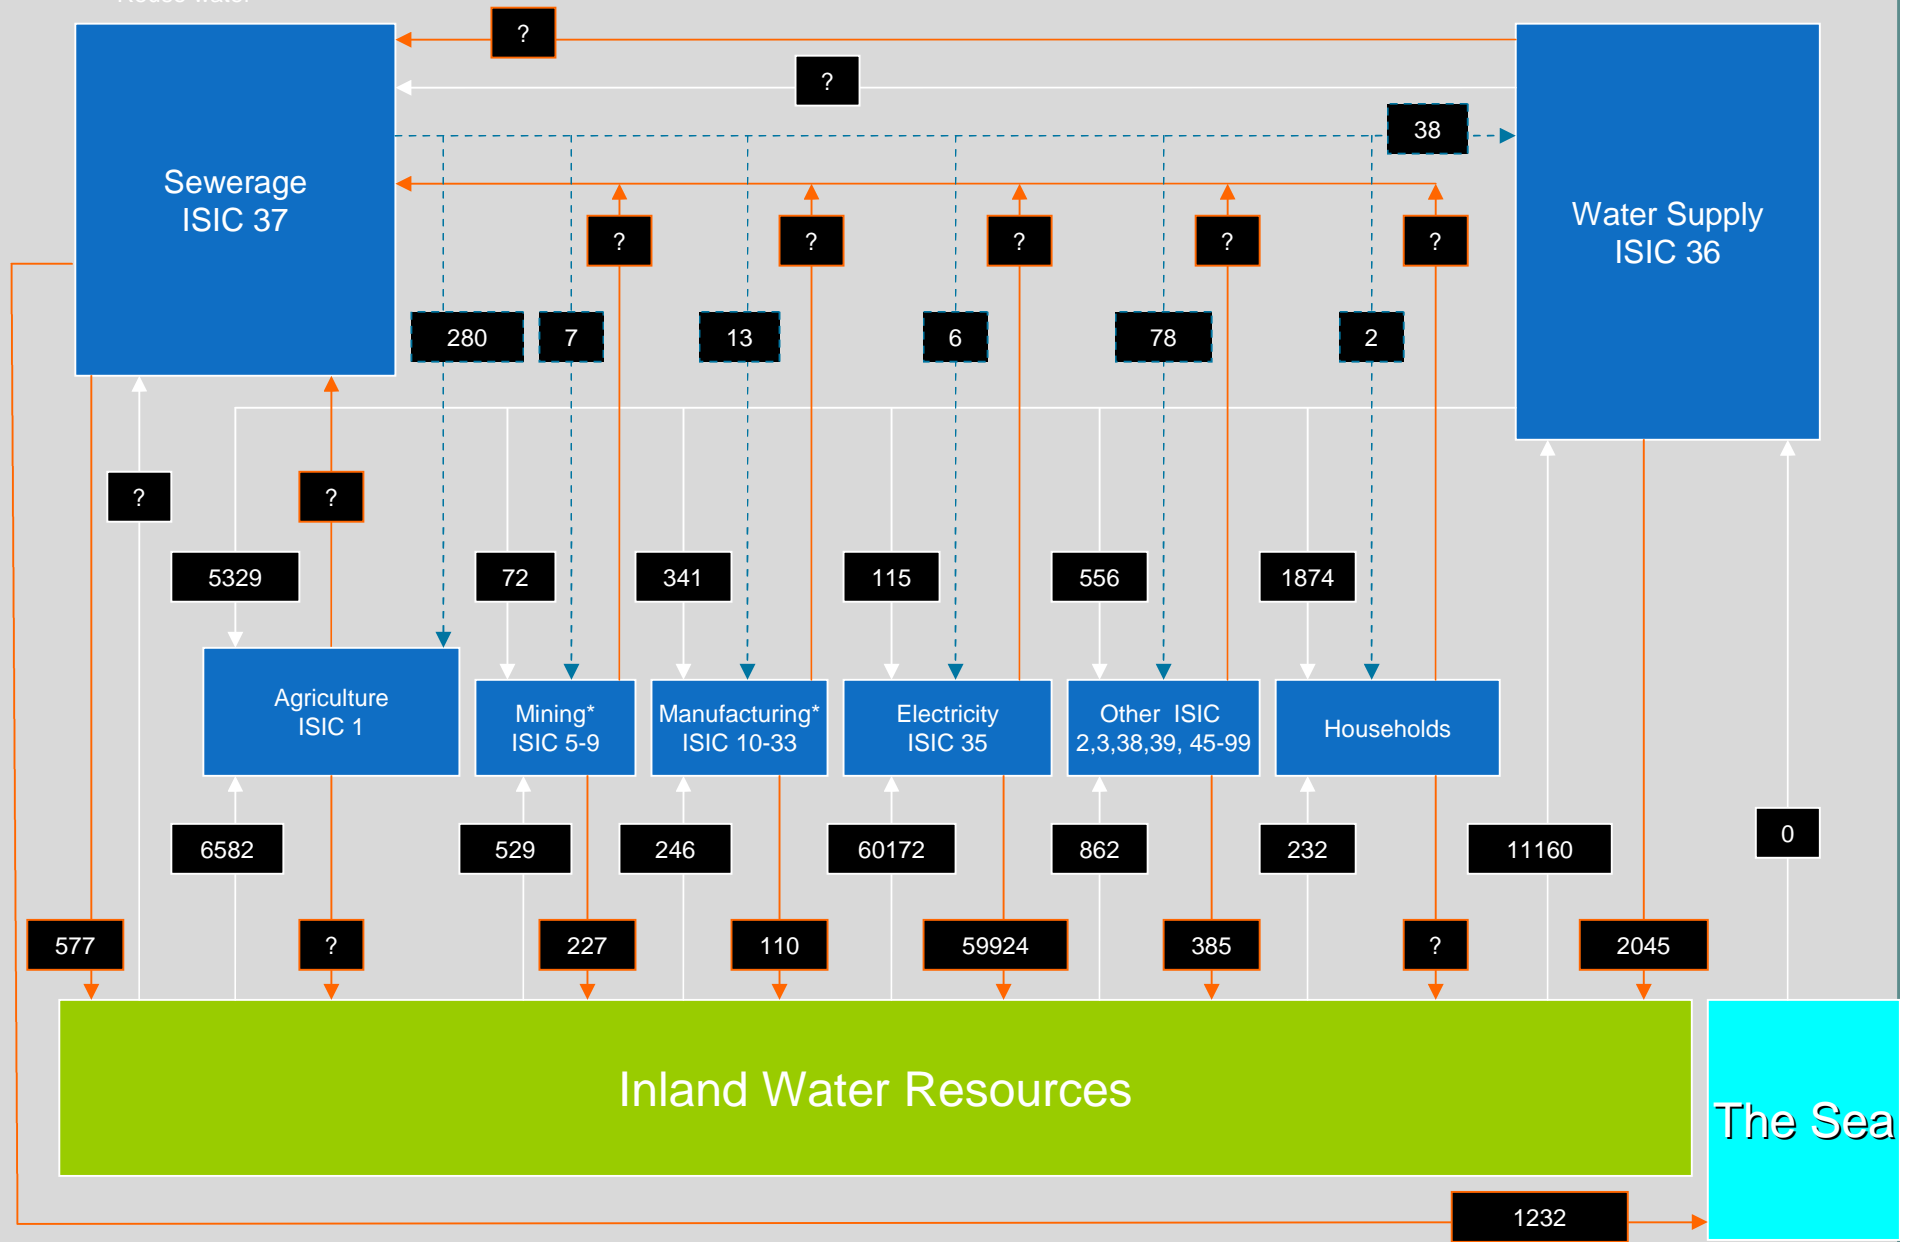 ?
?
38
Sewerage
ISIC 37
Water Supply
ISIC 36
?
?
?
?
?
280
7
13
6
78
2
?
?
5329
72
341
115
556
1874
Agriculture
ISIC 1
Mining*
ISIC 5-9
Manufacturing*
ISIC 10-33
Electricity
ISIC 35
Other ISIC
2,3,38,39, 45-99
Households
6582
529
246
60172
862
232
11160
0
577
?
227
110
59924
385
?
2045
Inland Water Resources
The Sea
1232